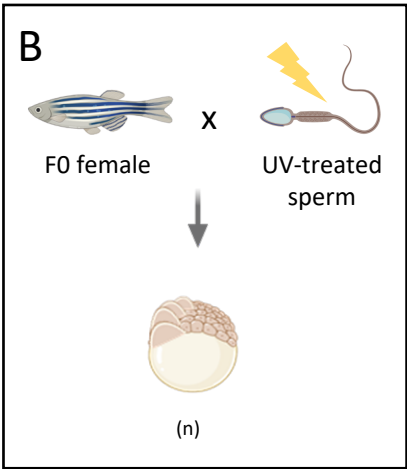 B
F0 female
x
UV-treated
sperm
(n)